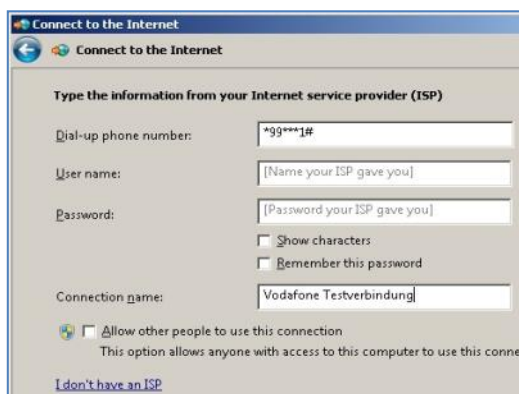 Connect to the Internet
Connect to the Internet
Type the information from your Internet service provider (ISP)
Dial-up phone number: *99***1#
User name: [Name your ISP gave you]
Password: [Password your ISP gave you]
Show characters
Remember this password
Connection name: Vodafone Testverbindung
Allow other people to use this connection
This option allows anyone with access to this computer to use this conne
I don't have an ISP